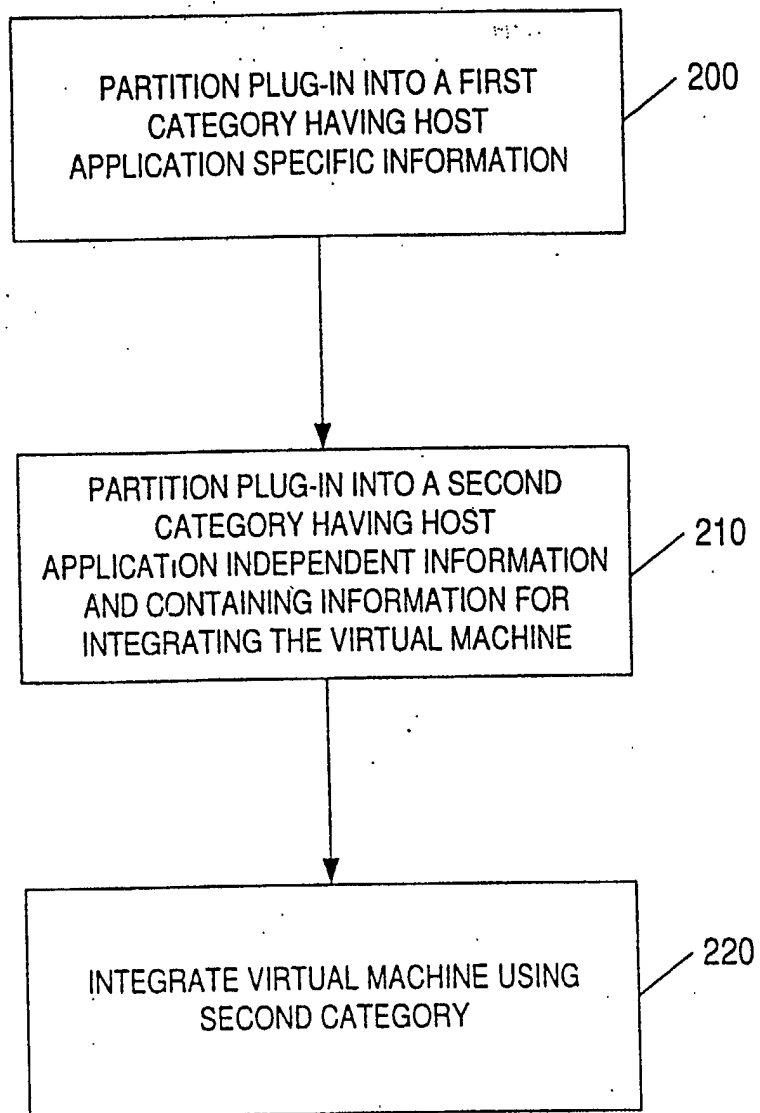 PARTITION PLUG-IN INTO A FIRST
CATEGORY HAVING HOST
APPLICATION SPECIFIC INFORMATION
200
PARTITION PLUG-IN INTO A SECOND
CATEGORY HAVING HOST
APPLICATION INDEPENDENT INFORMATION
AND CONTAINING INFORMATION FOR
INTEGRATING THE VIRTUAL MACHINE
210
INTEGRATE VIRTUAL MACHINE USING
SECOND CATEGORY
220